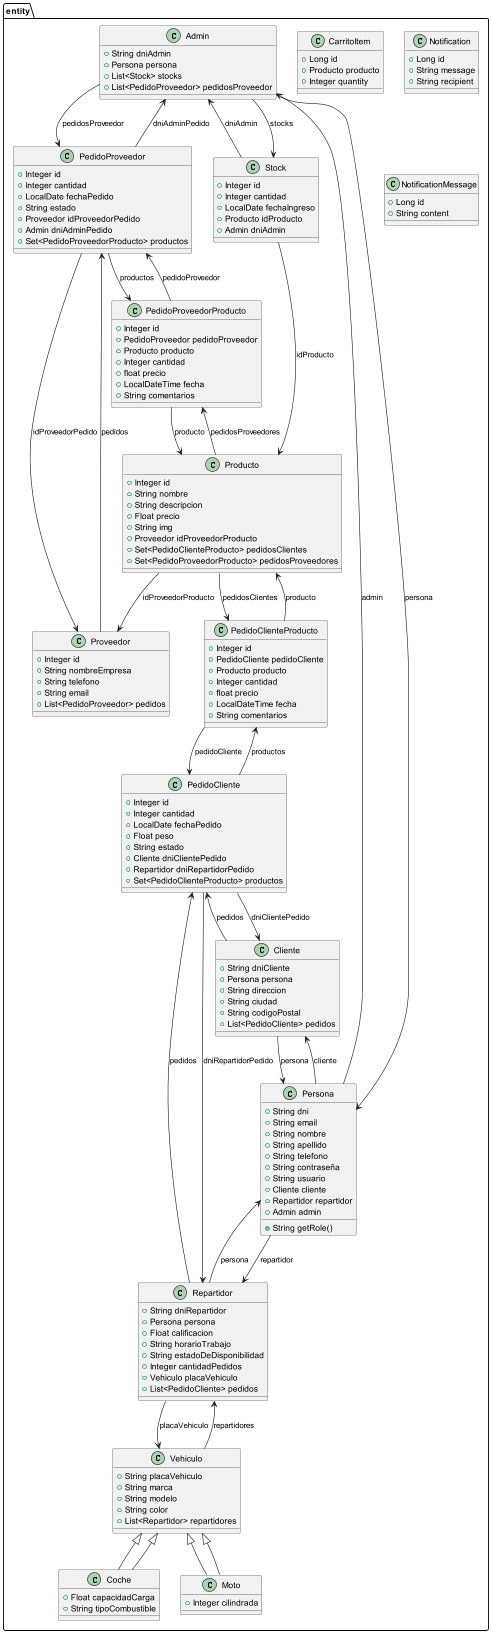 entity
C Admin
String dniAdmin
Persona persona
List<Stock> stocks
List<PedidoProveedor> pedidosProveedor
C CarritoItem
Long id
Producto producto
Integer quantity
C Notification
Long id
String message
String recipient
pedidosProveedor
dniAdminPedido
dniAdmin
stocks
C PedidoProveedor
Integer id
Integer cantidad
LocalDate fechaPedido
String estado
Proveedor idProveedorPedido
Admin dniAdminPedido
Set<PedidoProveedorProducto> productos
C Stock
Integer id
Integer cantidad
LocalDate fechaIngreso
Producto idProducto
Admin dniAdmin
C NotificationMessage
Long id
String content
productos
pedidoProveedor
C PedidoProveedorProducto
Integer id
PedidoProveedor pedidoProveedor
Producto producto
Integer cantidad
float precio
LocalDateTime fecha
String comentarios
idProducto
idProveedorPedido
pedidos
producto
pedidosProveedores
C Producto
Integer id
String nombre
String descripcion
Float precio
String img
Proveedor idProveedorProducto
Set<PedidoClienteProducto> pedidosClientes
Set<PedidoProveedorProducto> pedidosProveedores
idProveedorProducto
pedidosClientes
producto
admin
persona
C Proveedor
Integer id
String nombreEmpresa
String telefono
String email
List<PedidoProveedor> pedidos
C PedidoClienteProducto
Integer id
PedidoCliente pedidoCliente
Producto producto
Integer cantidad
float precio
LocalDateTime fecha
String comentarios
pedidoCliente
productos
C PedidoCliente
Integer id
Integer cantidad
LocalDate fechaPedido
Float peso
String estado
Cliente dniClientePedido
Repartidor dniRepartidorPedido
Set<PedidoClienteProducto> productos
pedidos
dniClientePedido
C Cliente
String dniCliente
Persona persona
String direccion
String ciudad
String codigoPostal
List<PedidoCliente> pedidos
pedidos
dniRepartidorPedido
persona
cliente
C Persona
String dni
String email
String nombre
String apellido
String telefono
String contraseña
String usuario
Cliente cliente
Repartidor repartidor
Admin admin
String getRole()
persona
repartidor
C Repartidor
String dniRepartidor
Persona persona
Float calificacion
String horarioTrabajo
String estadoDeDisponibilidad
Integer cantidadPedidos
Vehiculo placaVehiculo
List<PedidoCliente> pedidos
placaVehiculo
repartidores
C Vehiculo
String placaVehiculo
String marca
String modelo
String color
List<Repartidor> repartidores
C Coche
Float capacidadCarga
String tipoCombustible
C Moto
Integer cilindrada